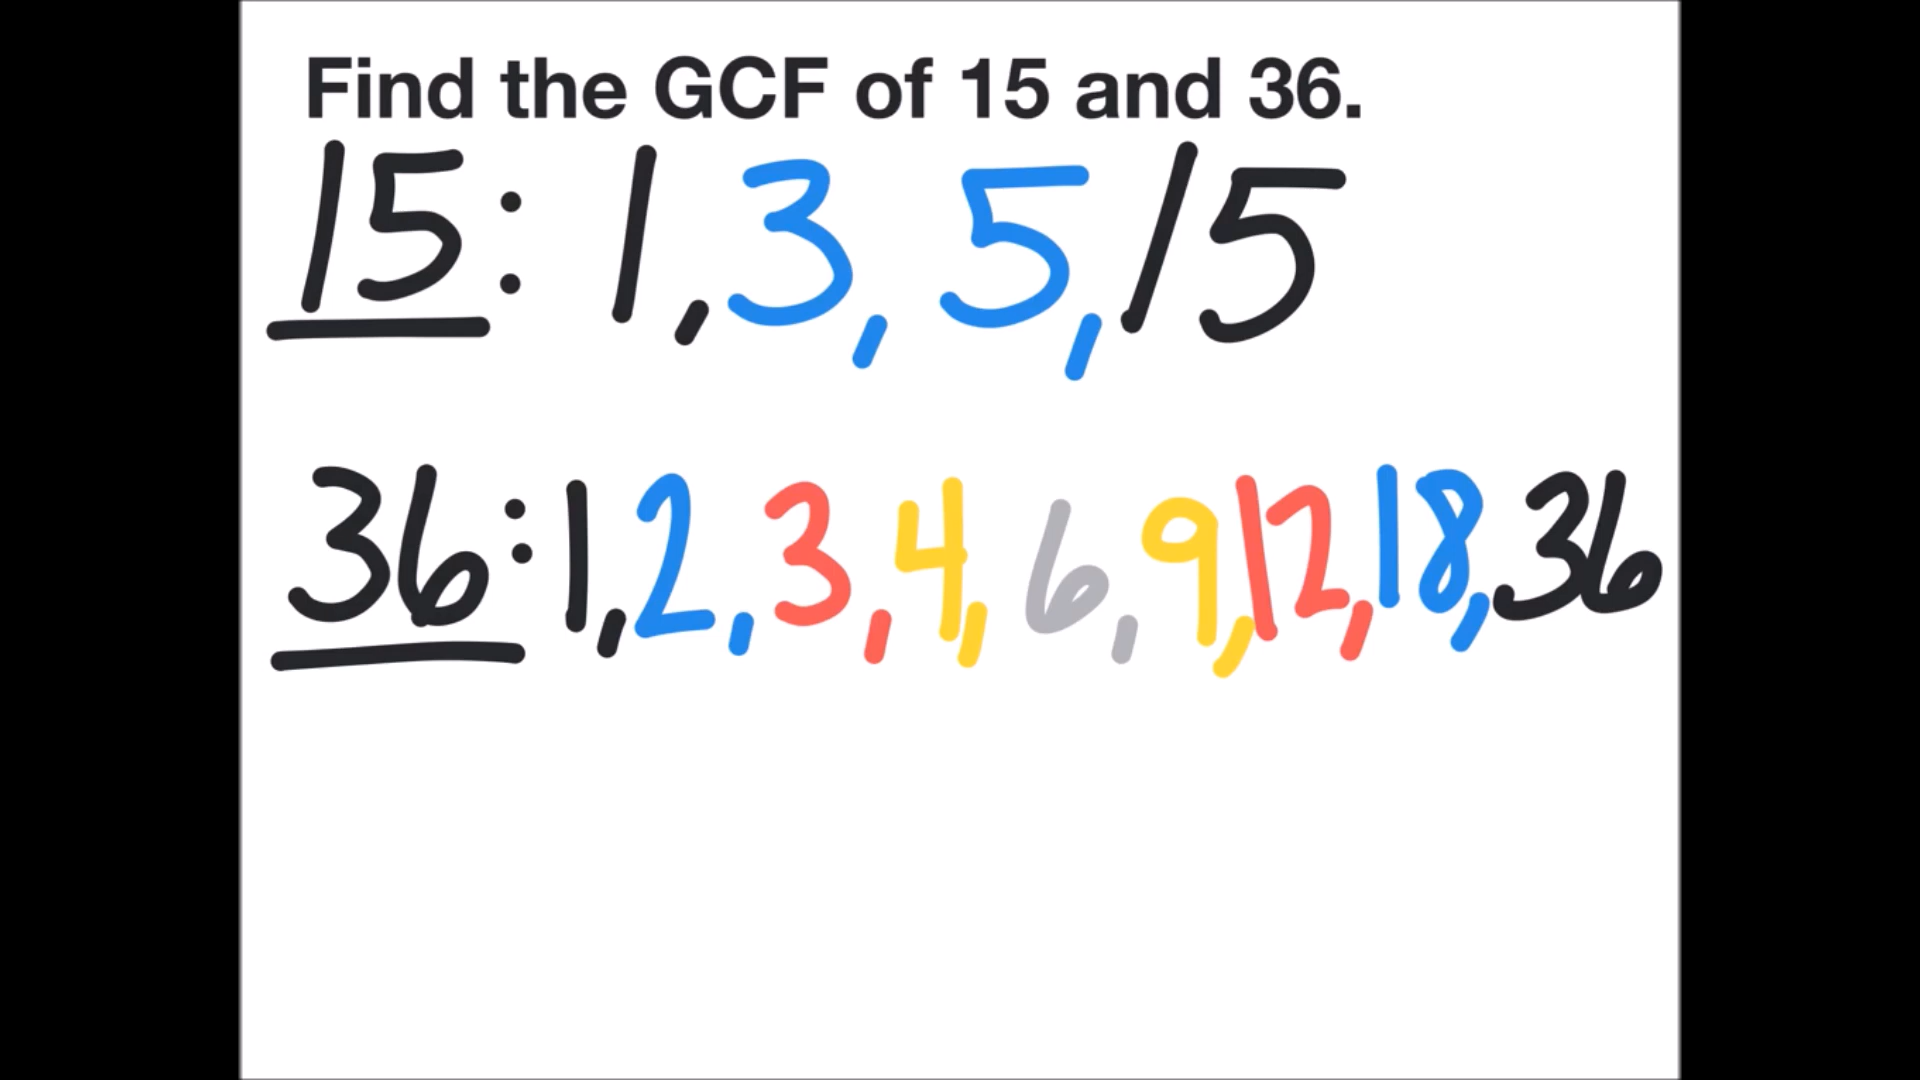 Find the GCF of 15 and 36.
15: 1, 3, 5, 15
36: 1, 2, 3, 4, 6, 9, 12, 18, 36